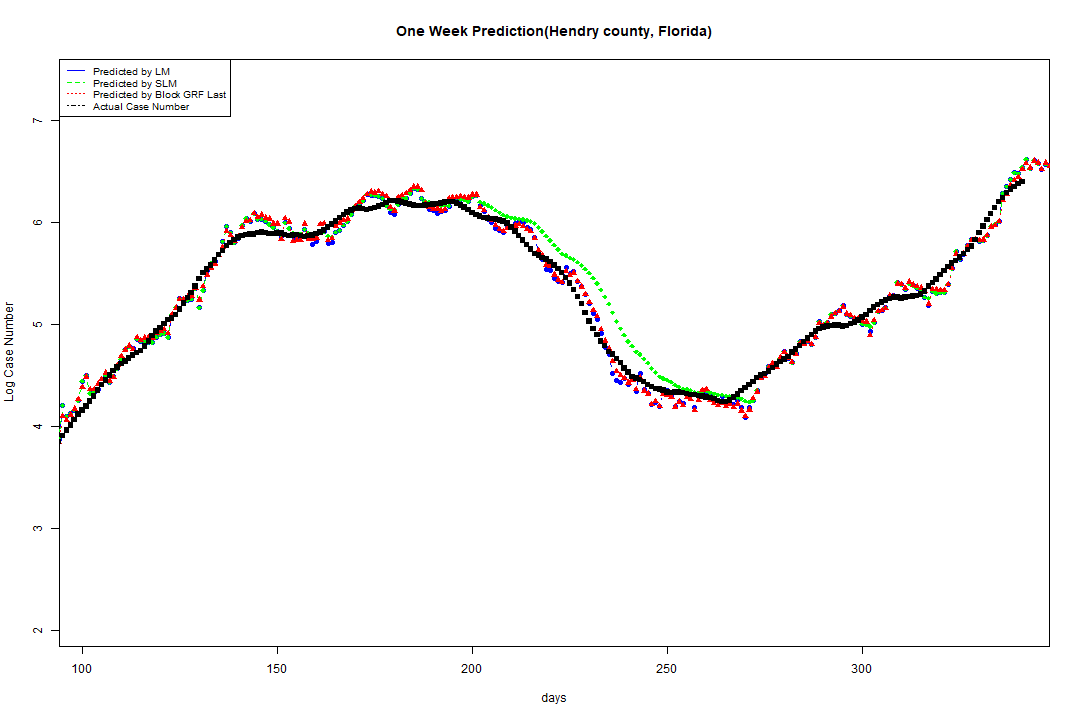 One Week Prediction(Hendry county, Florida)
Predicted by LM
Predicted by SLM
Predicted by Block GRF Last
Actual Case Number
Log Case Number
7
6
5
4
3
2
100 150 200 250 300
days